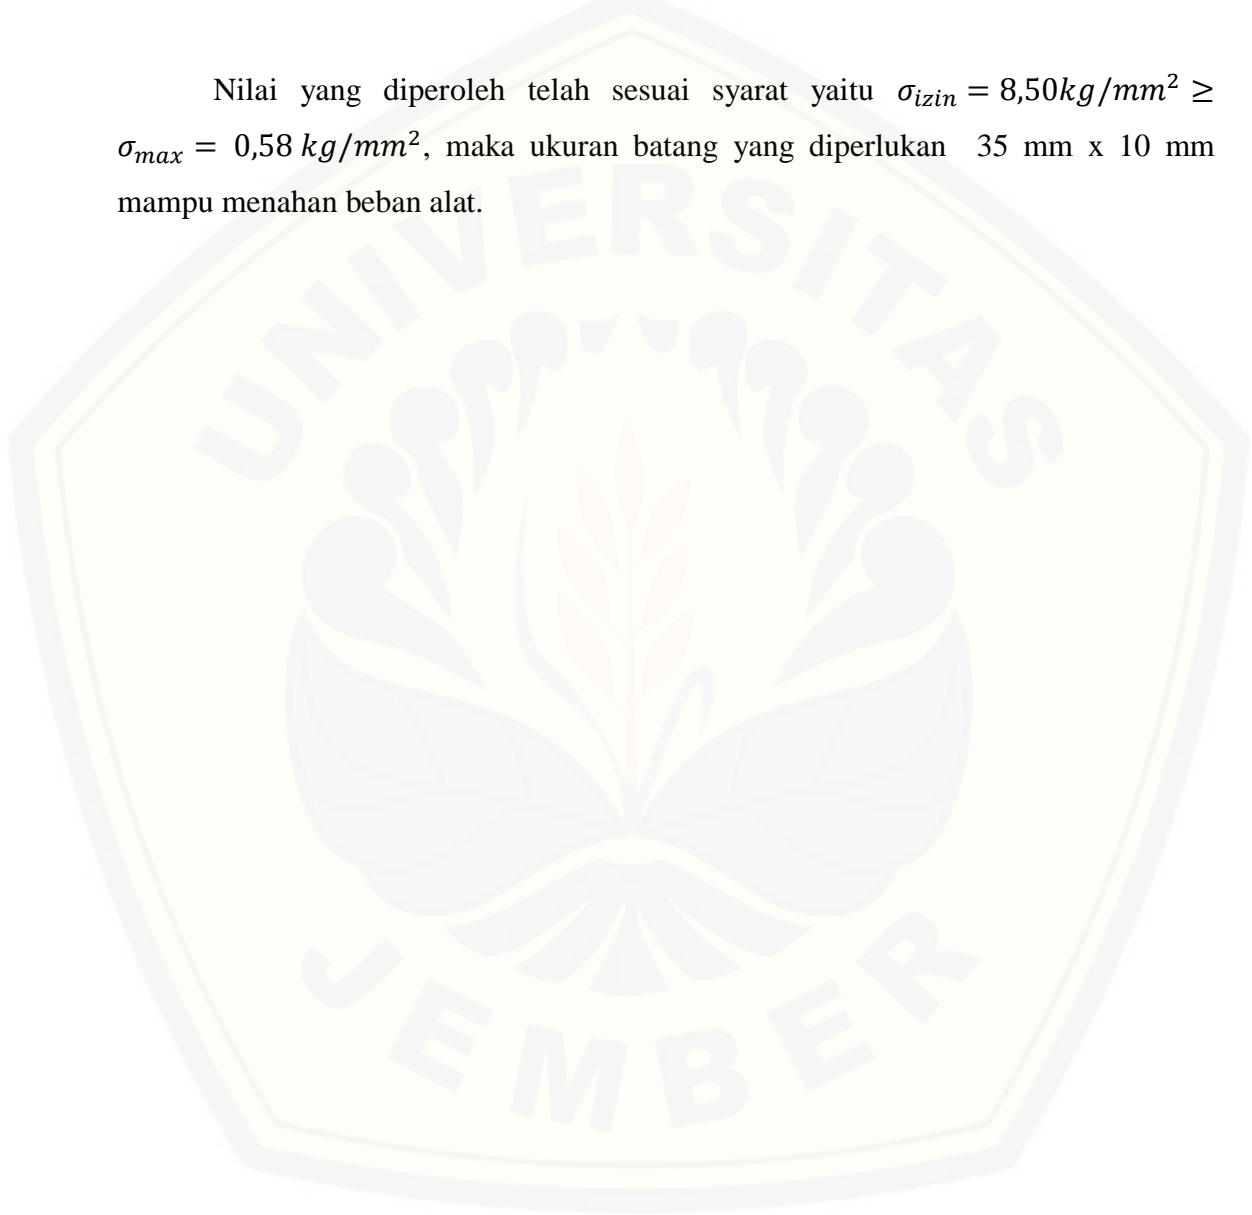 Nilai yang diperoleh telah sesuai syarat yaitu σ_izin = 8,50kg/mm² ≥
σ_max = 0,58 kg/mm², maka ukuran batang yang diperlukan 35 mm x 10 mm
mampu menahan beban alat.
UNIVERSITAS
JEMBER